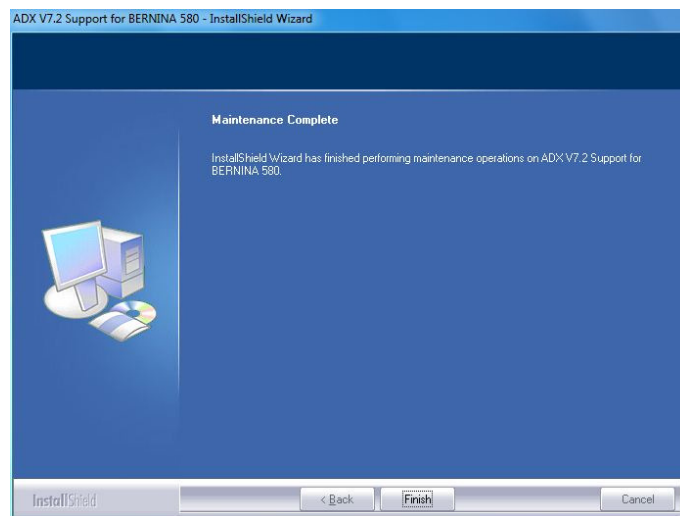 ADX V7.2 Support for BERNINA 580 - InstallShield Wizard
Maintenance Complete
InstallShield Wizard has finished performing maintenance operations on ADX V7.2 Support for
BERNINA 580.
InstallShield
< Back Finish Cancel